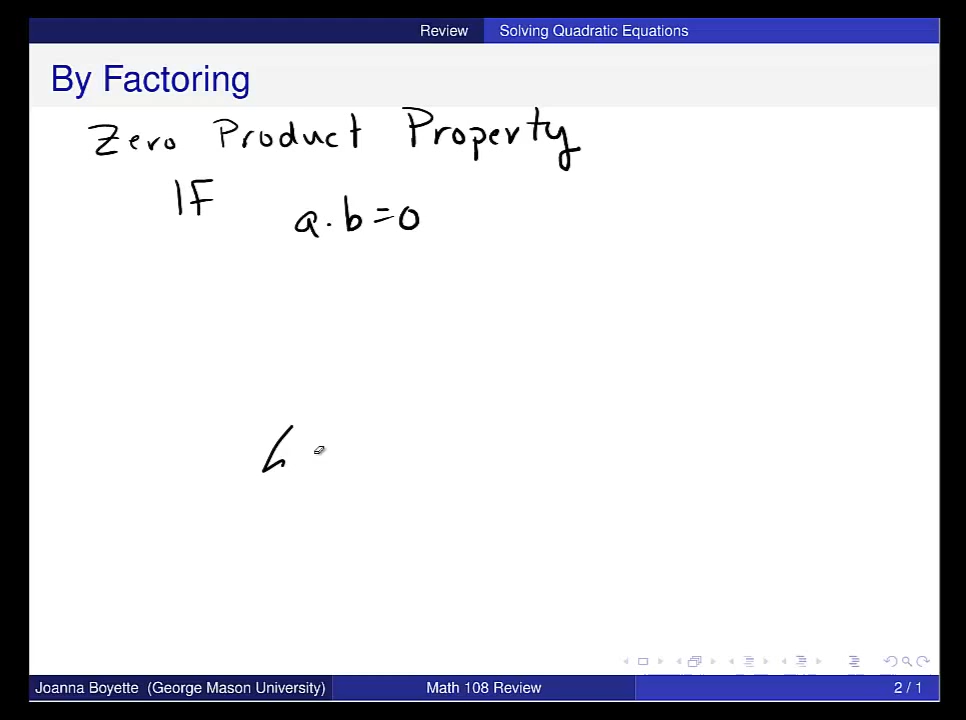 Review Solving Quadratic Equations
By Factoring
Zero Product Property
IF a·b=0
Joanna Boyette (George Mason University) Math 108 Review 2 / 1